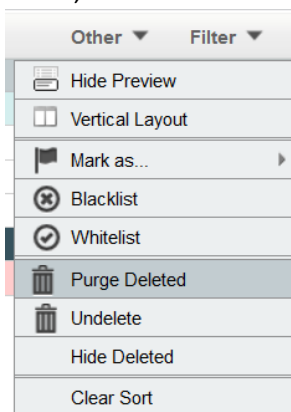 Other ▼ Filter ▼
Hide Preview
Vertical Layout
Mark as...
Blacklist
Whitelist
Purge Deleted
Undelete
Hide Deleted
Clear Sort